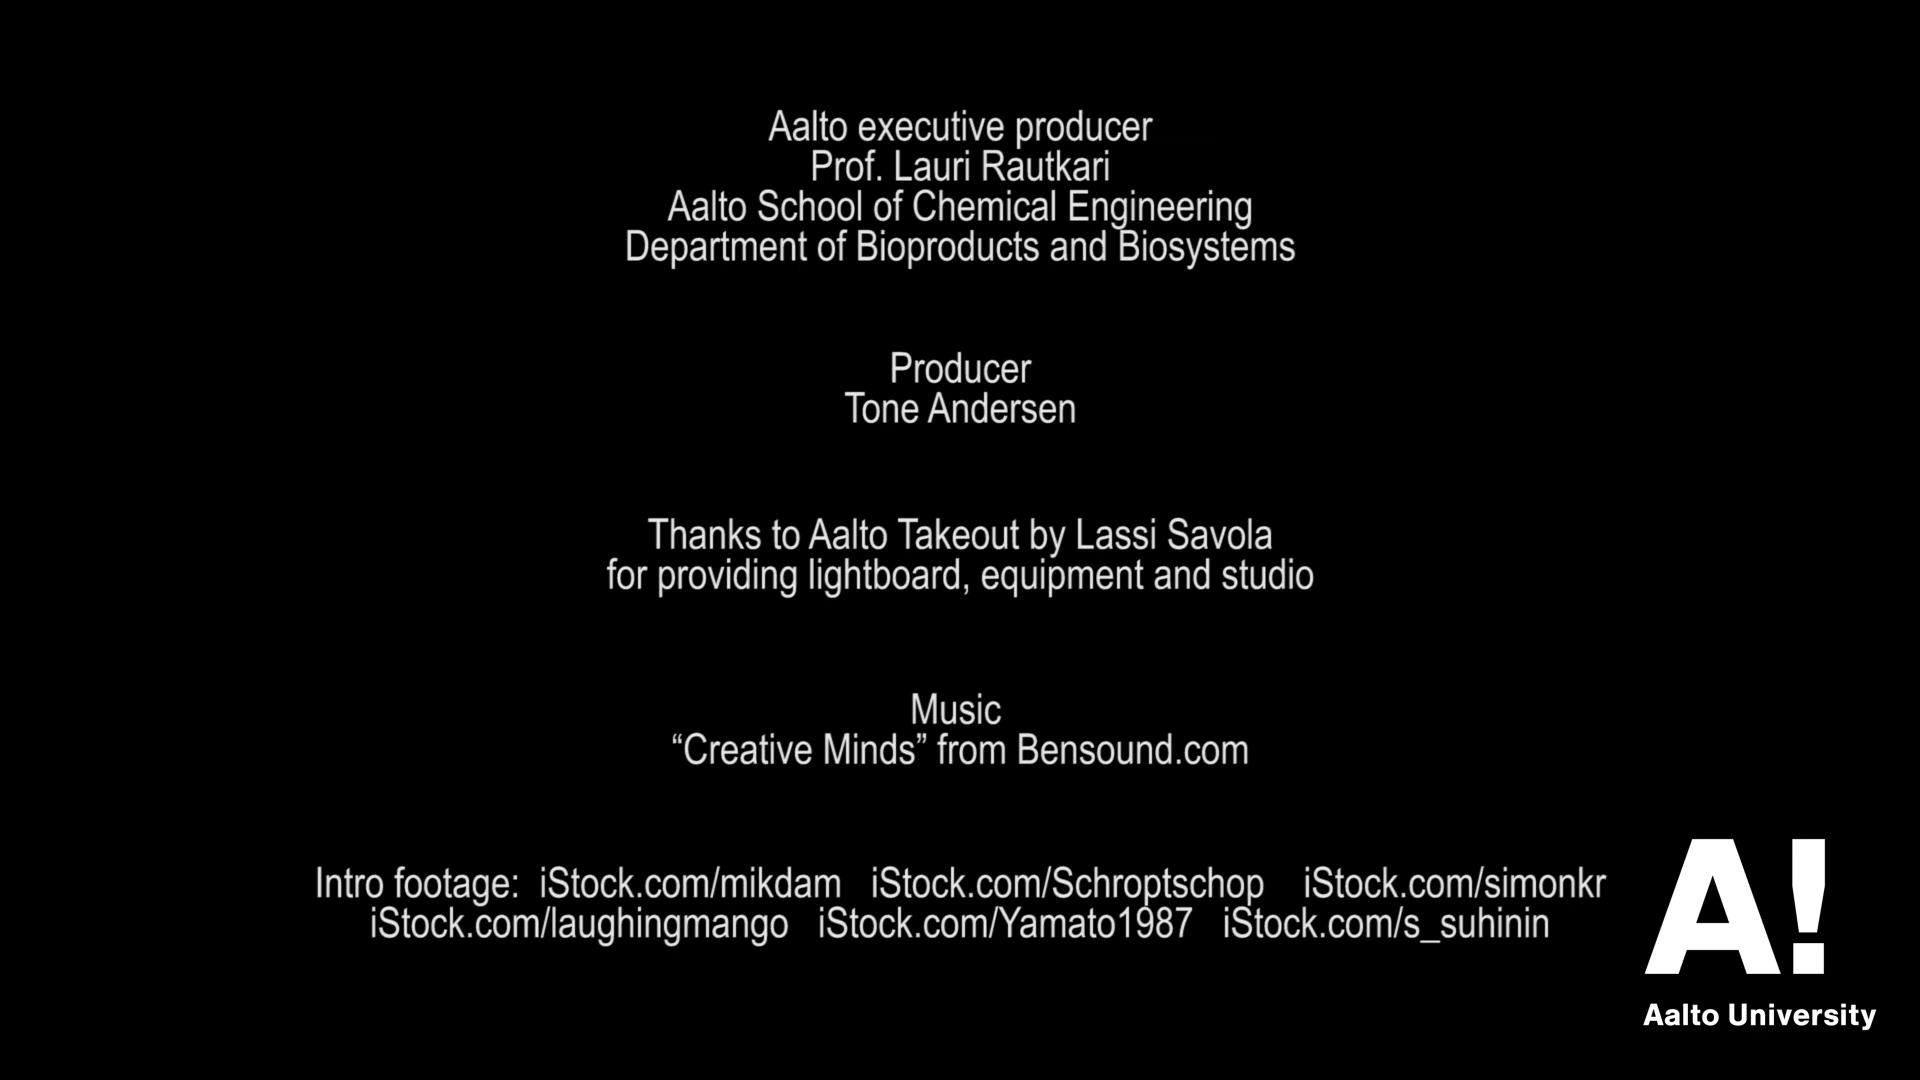 Aalto executive producer
Prof. Lauri Rautkari
Aalto School of Chemical Engineering
Department of Bioproducts and Biosystems
Producer
Tone Andersen
Thanks to Aalto Takeout by Lassi Savola
for providing lightboard, equipment and studio
Music
“Creative Minds” from Bensound.com
Intro footage: iStock.com/mikdam iStock.com/Schroptschop iStock.com/simonkr
iStock.com/laughingmango iStock.com/Yamato1987 iStock.com/s_suhinin
A!
Aalto University